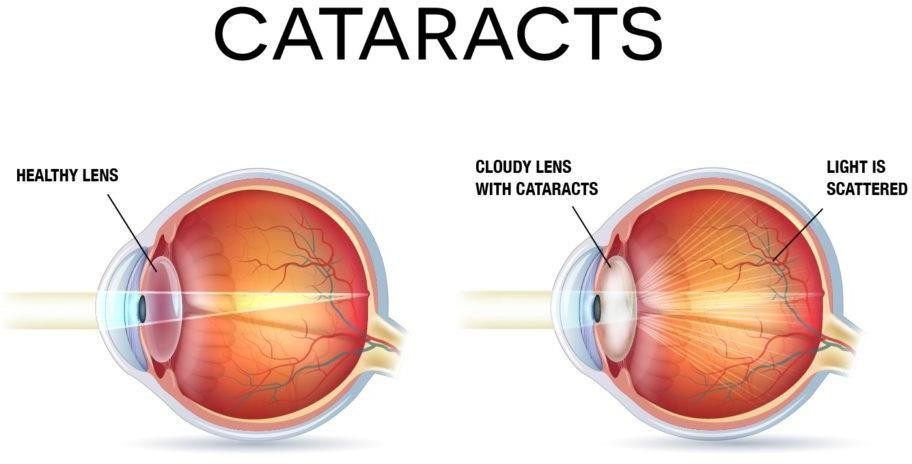 CATARACTS
HEALTHY LENS
CLOUDY LENS
WITH CATARACTS
LIGHT IS
SCATTERED